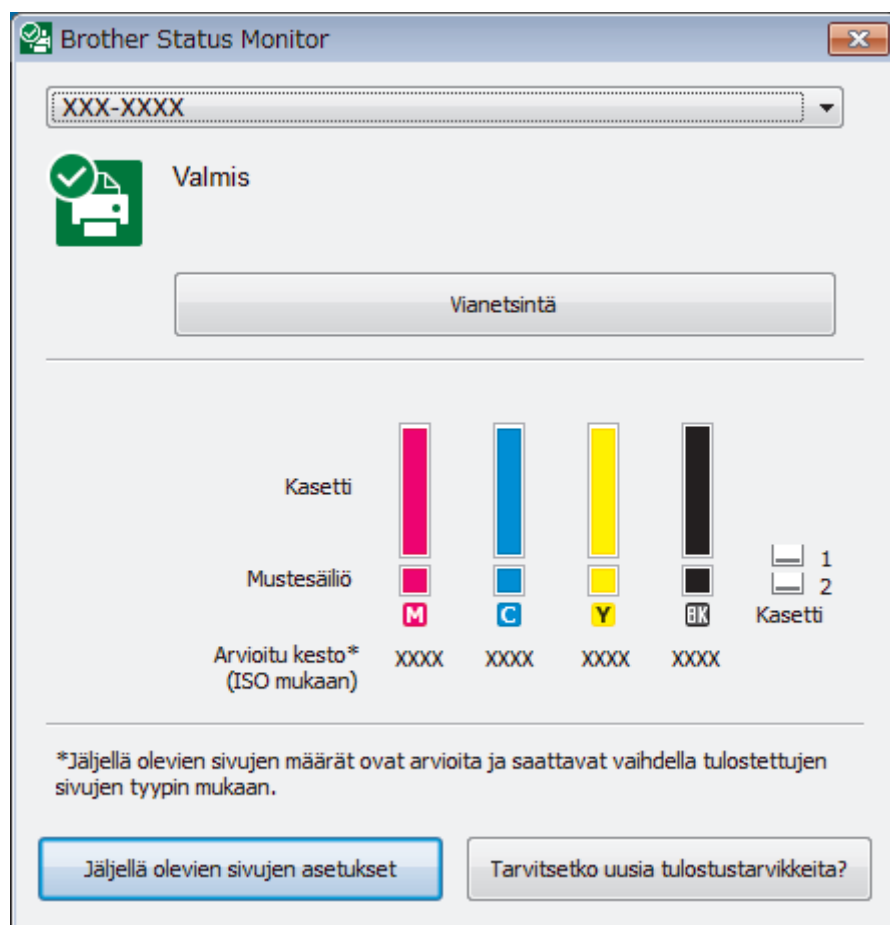 Brother Status Monitor
XXX-XXXX
Valmis
Vianetsintä
Kasetti
Mustesäiliö
M C Y BK
1
2
Kasetti
Arvioitu kesto* XXXX XXXX XXXX XXXX
(ISO mukaan)
*Jäljellä olevien sivujen määrät ovat arvioita ja saattavat vaihdella tulostettujen
sivujen tyypin mukaan.
Jäljellä olevien sivujen asetukset
Tarvitsetko uusia tulostustarvikkeita?